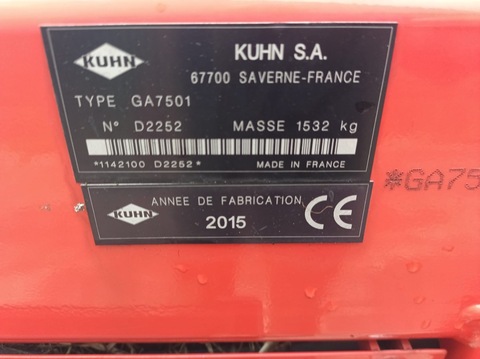 KUHN KUHN S.A.
67700 SAVERNE-FRANCE
TYPE GA7501
N° D2252 MASSE 1532 kg
*1142100 D2252* MADE IN FRANCE
KUHN ANNEE DE FABRICATION CE
2015
*GA75